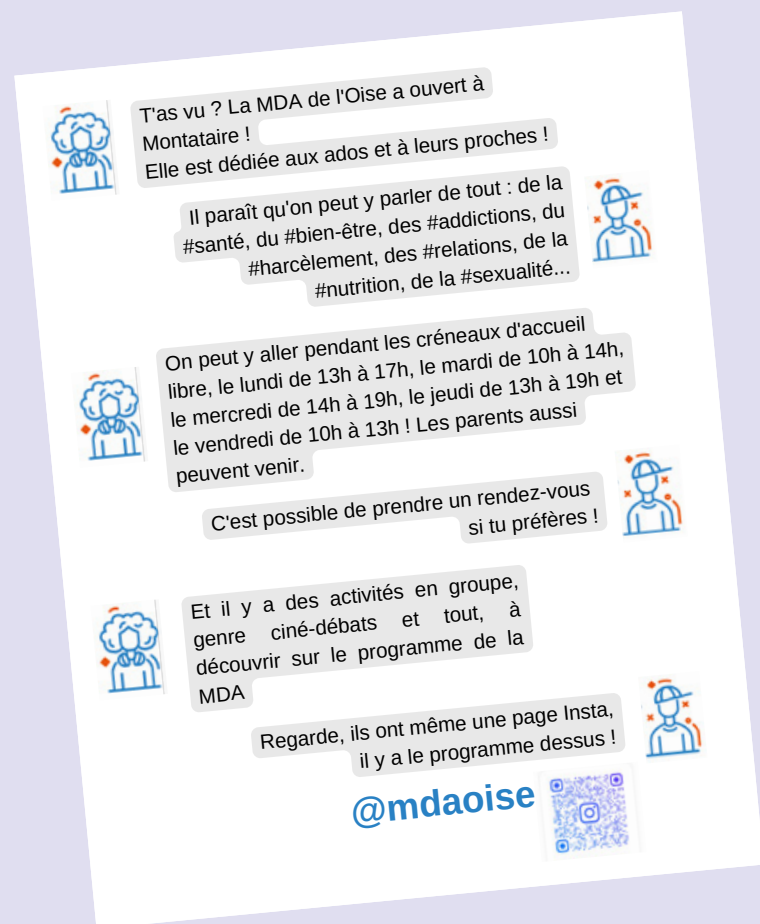 T'as vu ? La MDA de l'Oise a ouvert à
Montataire !
Elle est dédiée aux ados et à leurs proches !
Il paraît qu'on peut y parler de tout : de la
#santé, du #bien-être, des #addictions, du
#harcèlement, des #relations, de la
#nutrition, de la #sexualité...
On peut y aller pendant les créneaux d'accueil
libre, le lundi de 13h à 17h, le mardi de 10h à 14h,
le mercredi de 14h à 19h, le jeudi de 13h à 19h et
le vendredi de 10h à 13h ! Les parents aussi
peuvent venir.
C'est possible de prendre un rendez-vous
si tu préfères !
Et il y a des activités en groupe,
genre ciné-débats et tout, à
découvrir sur le programme de la
MDA
Regarde, ils ont même une page Insta,
il y a le programme dessus !
@mdaoise